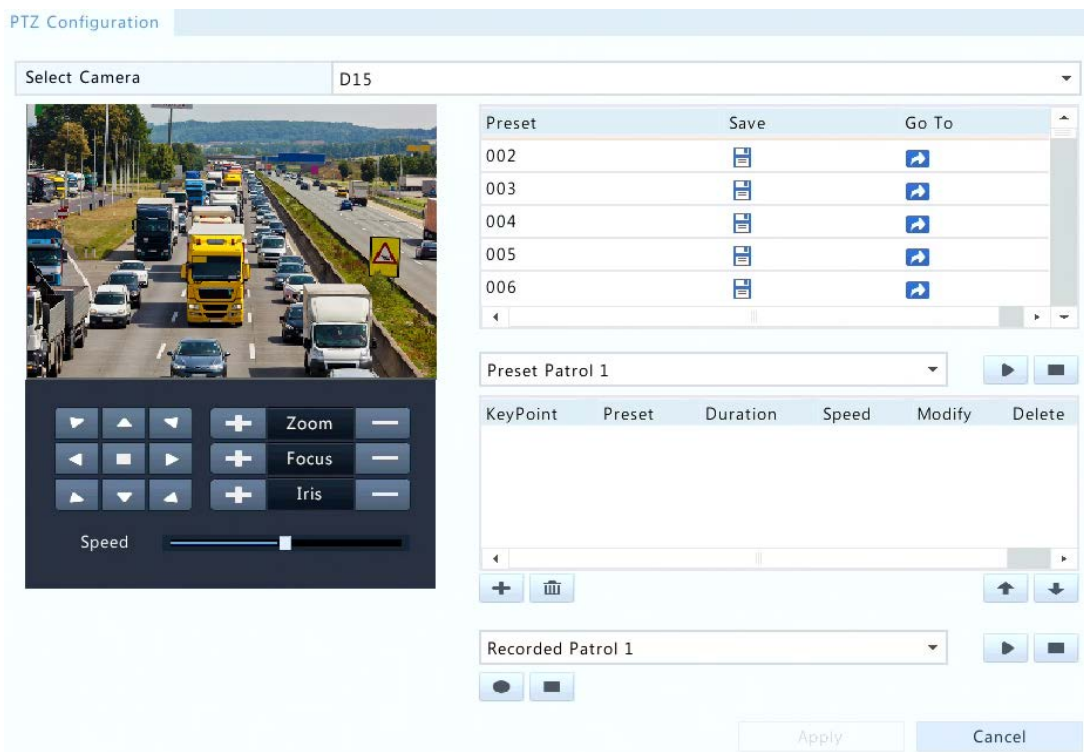 PTZ Configuration
Select Camera D15
Preset Save Go To
002
003
004
005
006
Preset Patrol 1
KeyPoint Preset Duration Speed Modify Delete
Zoom
Focus
Iris
Speed
Recorded Patrol 1
Apply Cancel